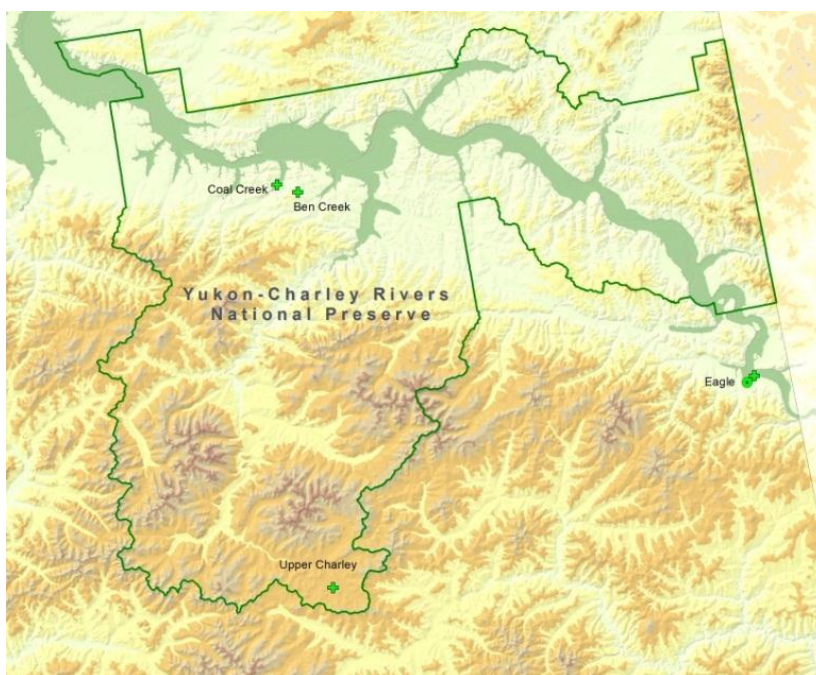 Coal Creek
Ben Creek
Yukon-Charley Rivers
National Preserve
Eagle
Upper Charley